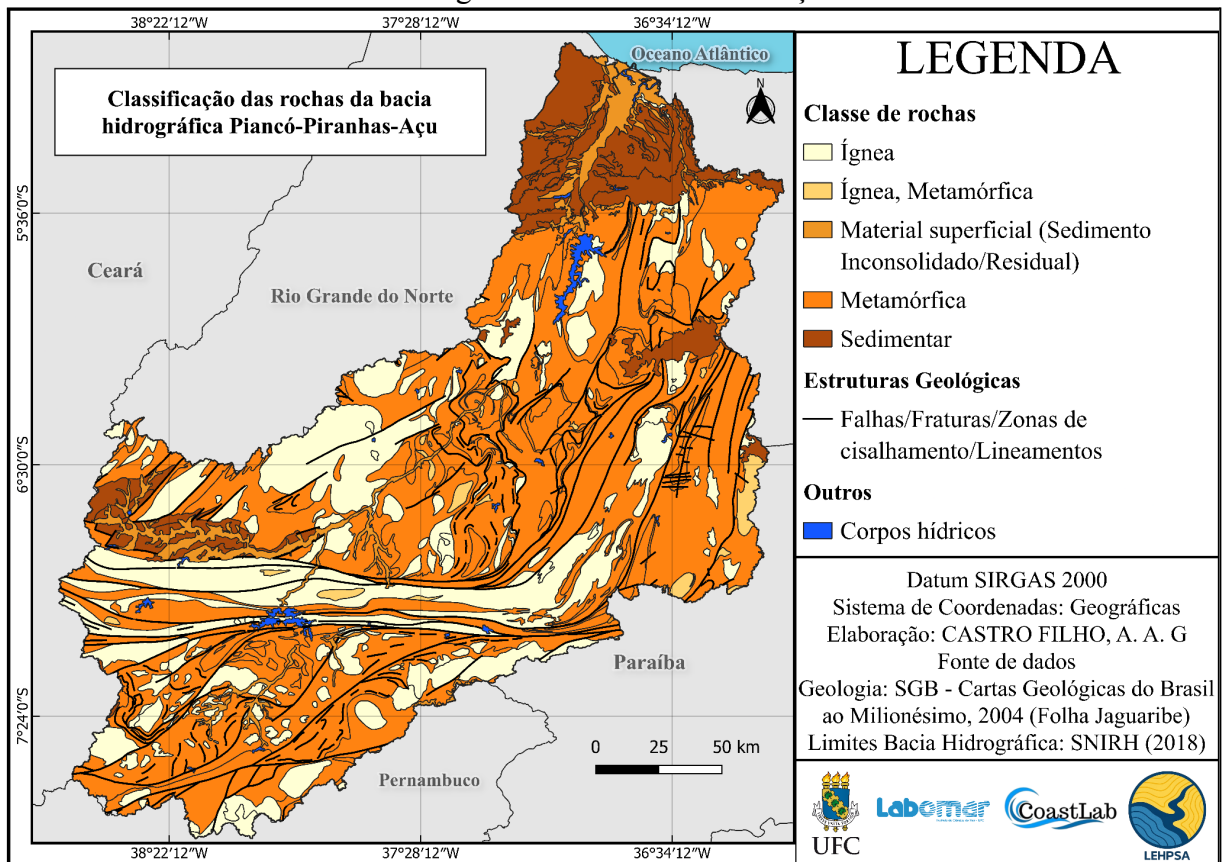 38°22'12"W
37°28'12"W
36°34'12"W
Classificação das rochas da bacia
hidrográfica Piancó-Piranhas-Açu
Oceano Atlântico
N
5°36'0"S
6°30'0"S
7°24'0"S
Ceará
Rio Grande do Norte
Paraíba
Pernambuco
0 25 50 km
38°22'12"W
37°28'12"W
36°34'12"W
LEGENDA
Classe de rochas
Ígnea
Ígnea, Metamórfica
Material superficial (Sedimento
Inconsolidado/Residual)
Metamórfica
Sedimentar
Estruturas Geológicas
Falhas/Fraturas/Zonas de
cisalhamento/Lineamentos
Outros
Corpos hídricos
Datum SIRGAS 2000
Sistema de Coordenadas: Geográficas
Elaboração: CASTRO FILHO, A. A. G
Fonte de dados
Geologia: SGB - Cartas Geológicas do Brasil
ao Milionésimo, 2004 (Folha Jaguaribe)
Limites Bacia Hidrográfica: SNIRH (2018)
UFC
Labomar
CoastLab
LEHPSA